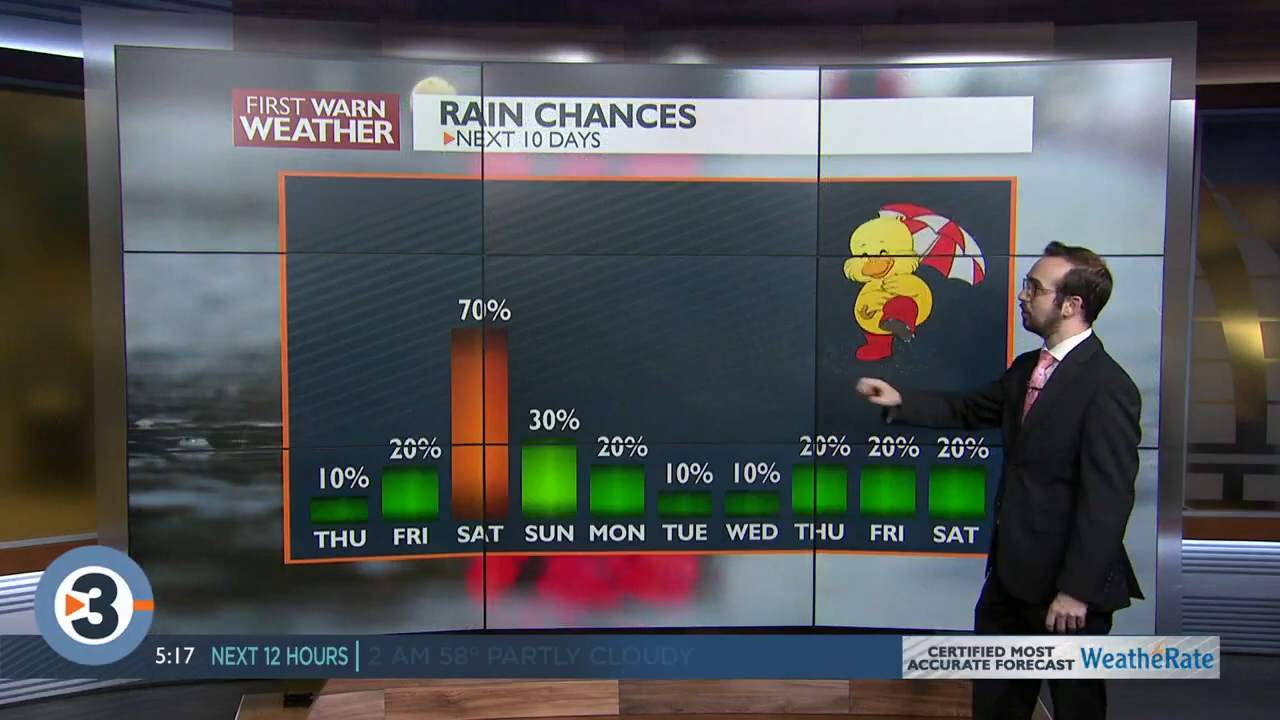 FIRST WARN
WEATHER
RAIN CHANCES
NEXT 10 DAYS
70%
30%
20%
20%
20%
20%
20%
10%
10%
10%
THU
FRI
SAT
SUN
MON
TUE
WED
THU
FRI
SAT
3
5:17
NEXT 12 HOURS
2 AM 58° PARTLY CLOUDY
CERTIFIED MOST
ACCURATE FORECAST
WeatheRate